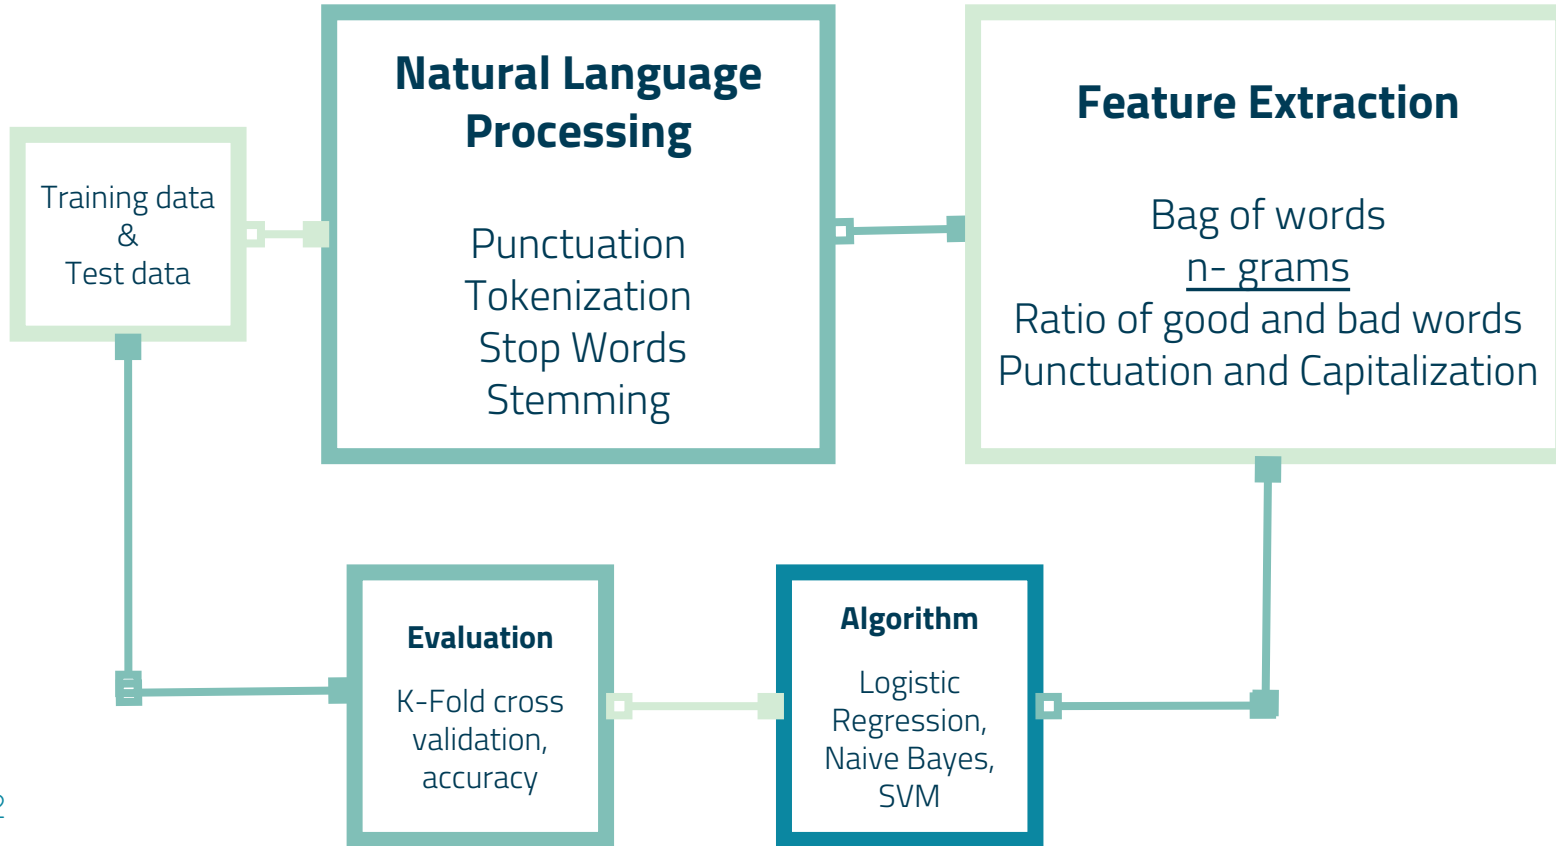 Training data
&
Test data
Natural Language
Processing
Punctuation
Tokenization
Stop Words
Stemming
Feature Extraction
Bag of words
n- grams
Ratio of good and bad words
Punctuation and Capitalization
Evaluation
K-Fold cross
validation,
accuracy
Algorithm
Logistic
Regression,
Naive Bayes,
SVM
2